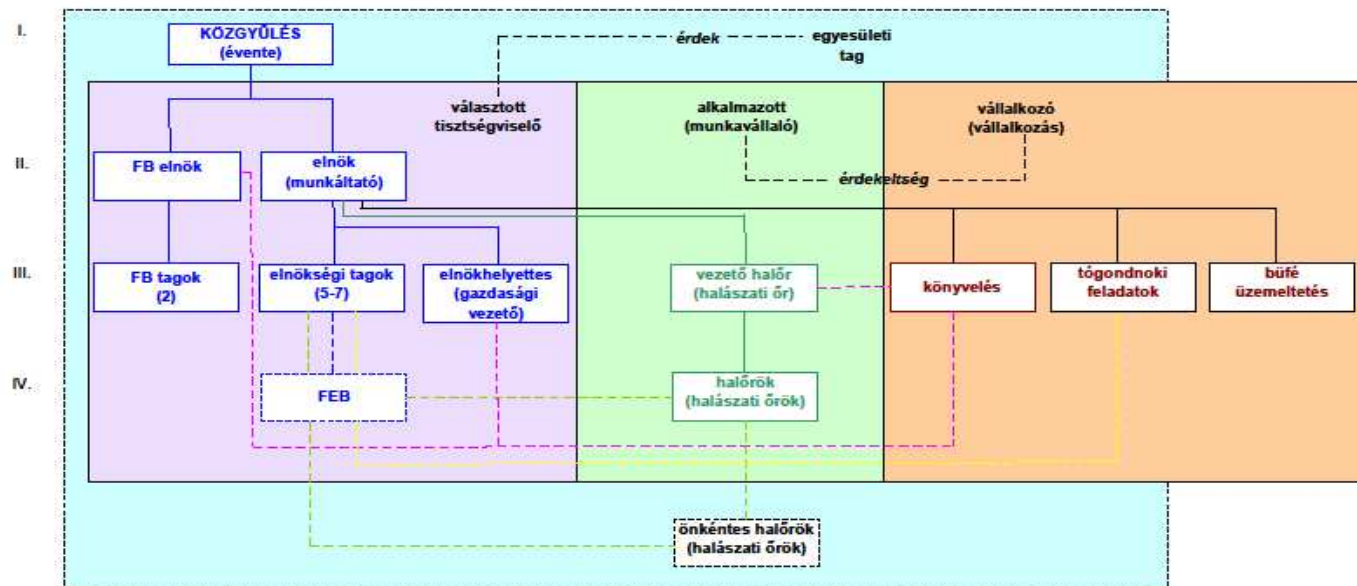 I.
KÖZGYŰLÉS
(évente)
érdek
egyesületi
tag
választott
tisztségviselő
alkalmazott
(munkavállaló)
vállalkozó
(vállalkozás)
II.
FB elnök
elnök
(munkáltató)
érdekeltség
III.
FB tagok
(2)
elnökségi tagok
(5-7)
elnökhelyettes
(gazdasági
vezető)
vezető halőr
(halászati őr)
könyvelés
tógondnoki
feladatok
büfé
üzemeltetés
IV.
FEB
halőrök
(halászati őrök)
önkéntes halőrök
(halászati őrök)